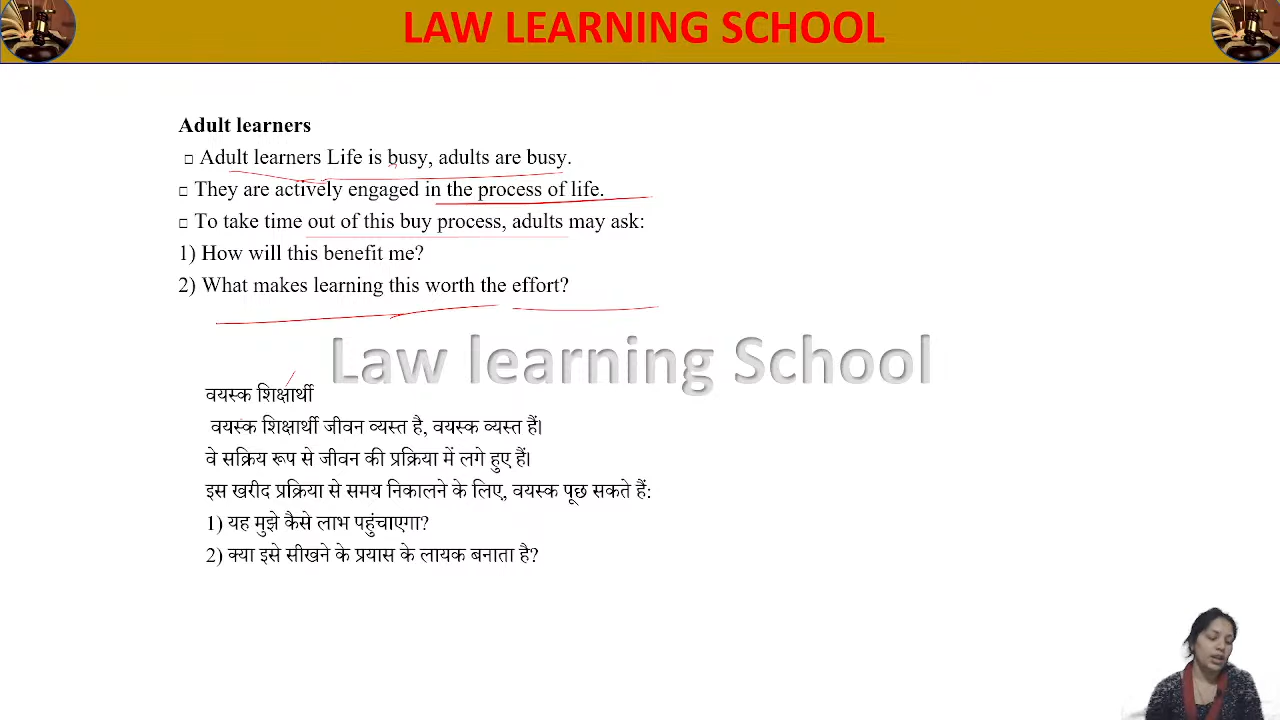 LAW LEARNING SCHOOL
Adult learners
□ Adult learners Life is busy, adults are busy.
□ They are actively engaged in the process of life.
□ To take time out of this buy process, adults may ask:
1) How will this benefit me?
2) What makes learning this worth the effort?
Law learning School
वयस्क शिक्षार्थी
वयस्क शिक्षार्थी जीवन व्यस्त है, वयस्क व्यस्त हैं।
वे सक्रिय रूप से जीवन की प्रक्रिया में लगे हुए हैं।
इस खरीद प्रक्रिया से समय निकालने के लिए, वयस्क पूछ सकते हैं:
1) यह मुझे कैसे लाभ पहुंचाएगा?
2) क्या इसे सीखने के प्रयास के लायक बनाता है?